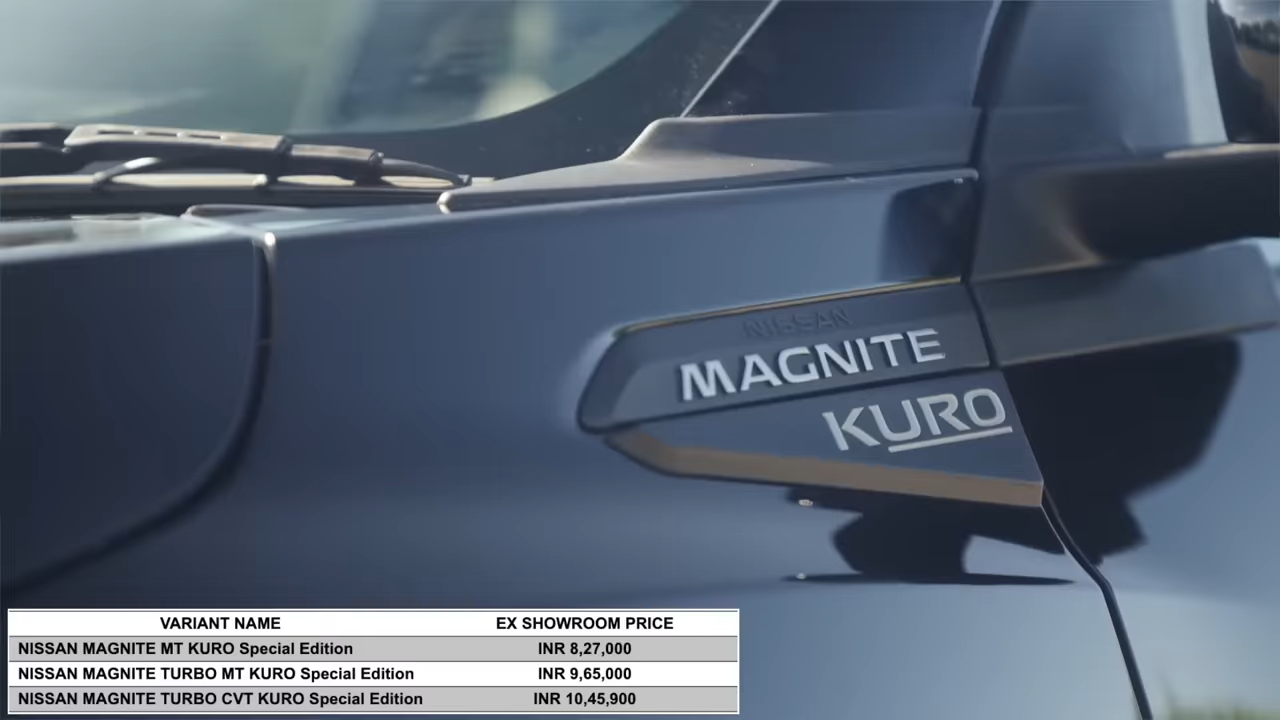 NISSAN
MAGNITE
KURO
VARIANT NAME EX SHOWROOM PRICE
NISSAN MAGNITE MT KURO Special Edition INR 8,27,000
NISSAN MAGNITE TURBO MT KURO Special Edition INR 9,65,000
NISSAN MAGNITE TURBO CVT KURO Special Edition INR 10,45,900